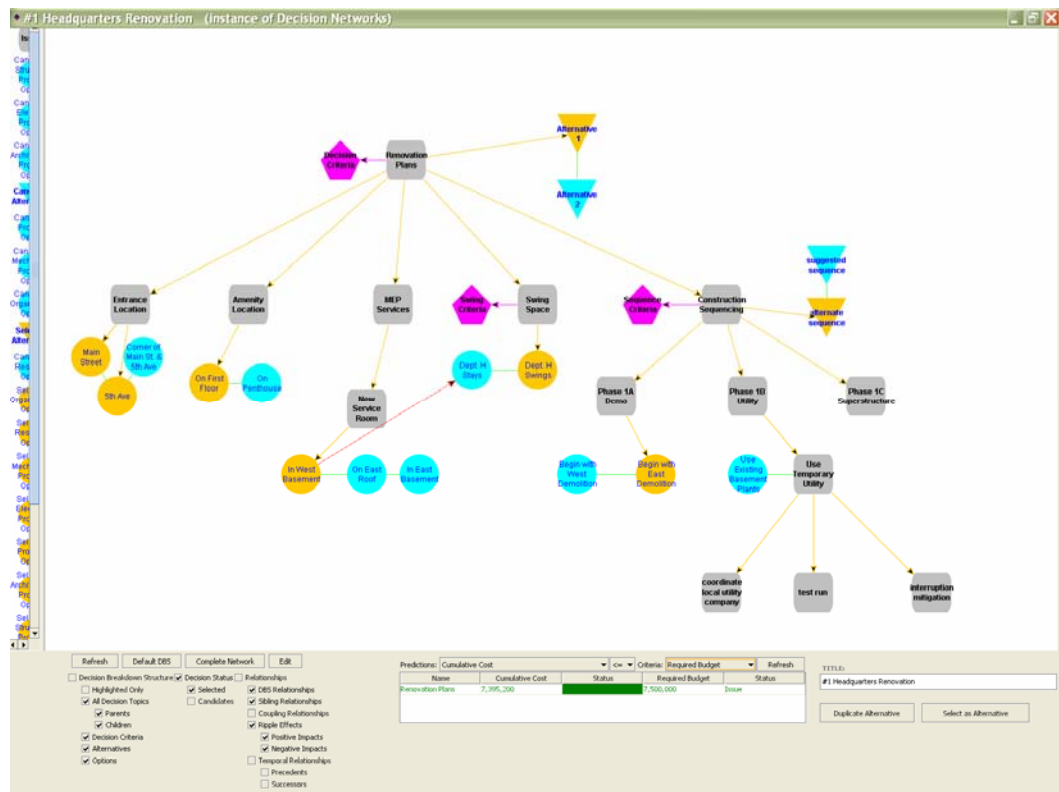 #1 Headquarters Renovation (instance of Decision Networks)
Alternative
1
Decision
Criteria
Renovation
Plans
Alternative
2
suggested
sequence
Entrance
Location
Amenity
Location
MEP
Services
Swing
Criteria
Swing
Space
Sequence
Criteria
Construction
Sequencing
alternate
sequence
Main
Street
Corner of
Main St. &
5th Ave
5th Ave
On First
Floor
On
Penthouse
Dept. H
Stays
Dept. H
Swings
New
Service
Room
Phase 1A
Demo
Phase 1B
Utility
Phase 1C
Superstructure
In West
Basement
On East
Roof
In East
Basement
Begin with
West
Demolition
Begin with
East
Demolition
Use
Existing
Basement
Plants
Use
Temporary
Utility
coordinate
local utility
company
test run
interruption
mitigation
Refresh Default DBS Complete Network Edit
Decision Breakdown Structure Decision Status Relationships
Highlighted Only Selected DBS Relationships
All Decision Topics Candidates Sibling Relationships
Parents Coupling Relationships
Children Ripple Effects
Decision Criteria Positive Impacts
Alternatives Negative Impacts
Options Temporal Relationships
Precedents
Successors
Predictions: Cumulative Cost <= Criteria: Required Budget Refresh
Name Cumulative Cost Status Required Budget Status
Renovation Plans 7,395,200 7,500,000 Issue
TITLE:
#1 Headquarters Renovation
Duplicate Alternative Select as Alternative